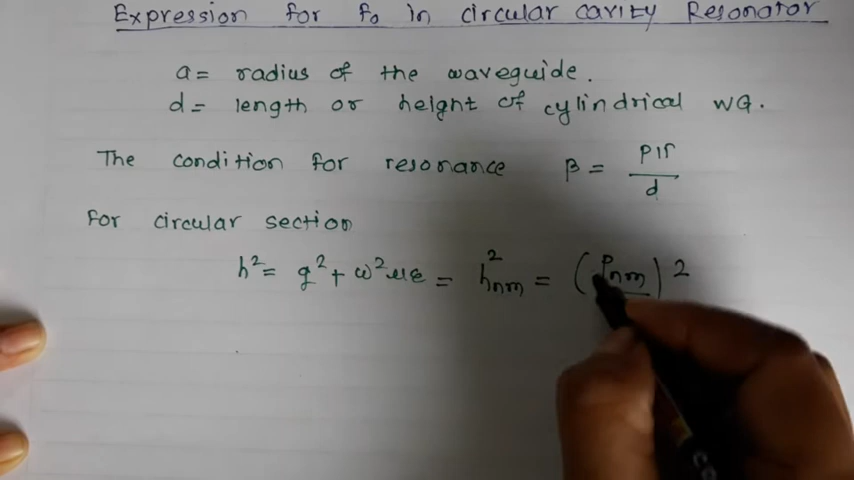 Expression for f₀ in circular cavity Resonator
a = radius of the waveguide.
d = length or height of cylindrical WG.
The condition for resonance β = pπ/d
For circular section
h² = g² + ω²με = h²nm = (Pnm)²